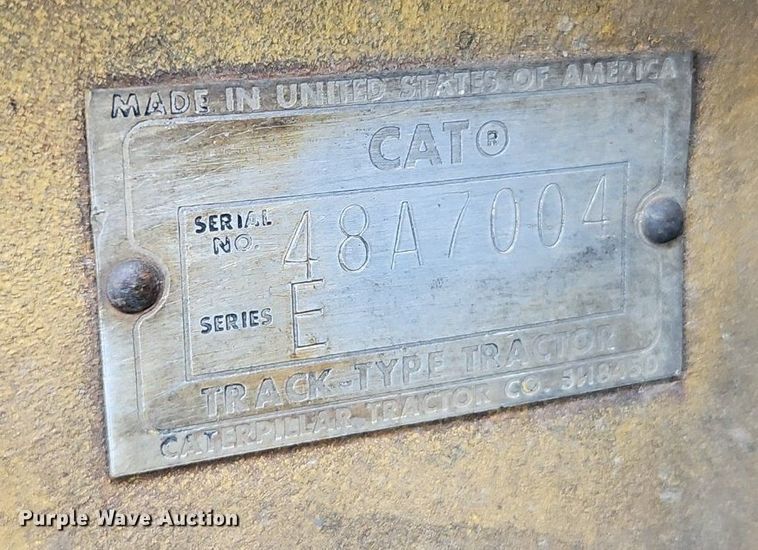 MADE IN UNITED STATES OF AMERICA
CAT®
SERIAL NO. 48A7004
SERIES E
TRACK-TYPE TRACTOR
CATERPILLAR TRACTOR CO.
Purple Wave Auction